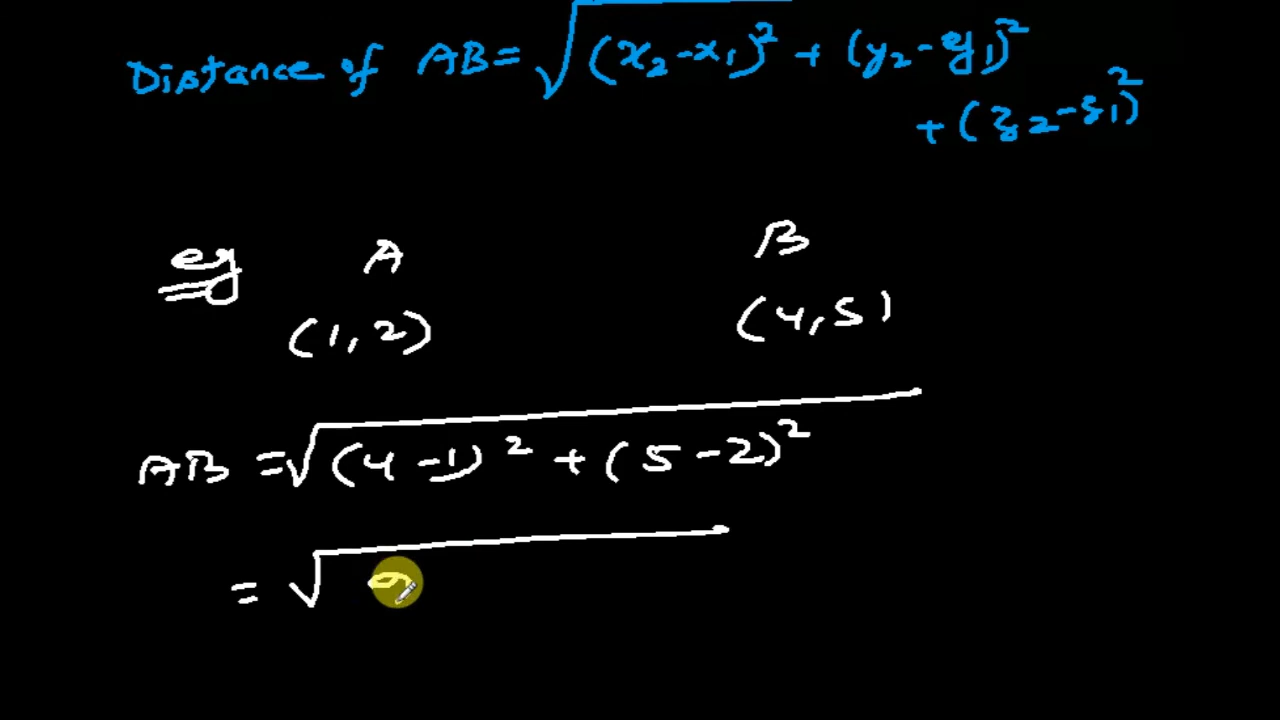 Distance of AB = √(x₂-x₁)² + (y₂-y₁)²
+ (z₂-z₁)²
eg A B
(1,2) (4,5)
AB = √(4-1)² + (5-2)²
= √9